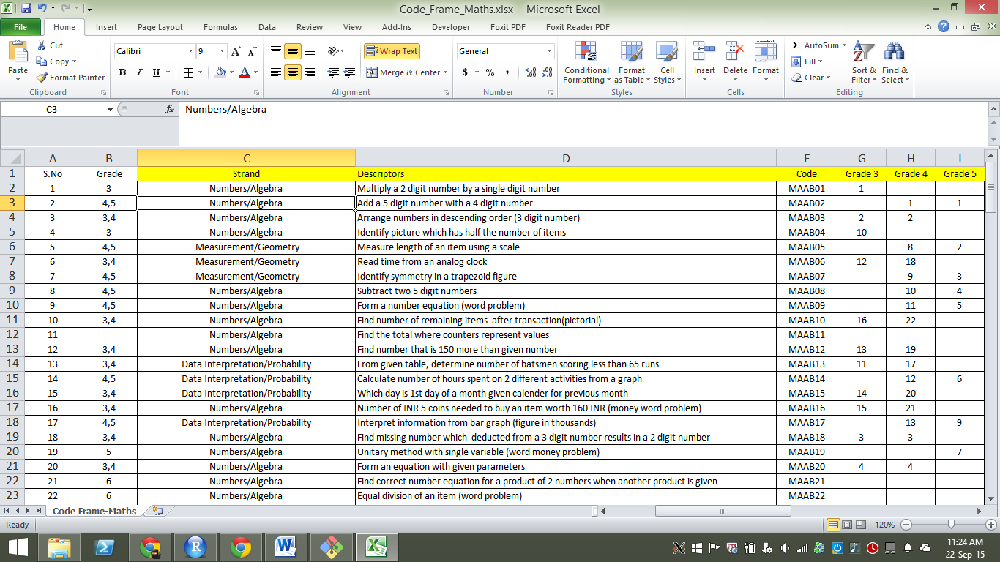 Code_Frame_Maths.xlsx - Microsoft Excel
File Home Insert Page Layout Formulas Data Review View Add-Ins Developer Foxit PDF Foxit Reader PDF
Paste Cut Copy Format Painter Clipboard
Calibri 9 B I U A A A Font
Wrap Text Merge & Center Alignment
General $ % , .00 .0 Number
Conditional Formatting Format as Table Cell Styles Styles
Insert Delete Format Cells
Σ AutoSum Fill Clear Sort & Filter Find & Select Editing
C3 fx Numbers/Algebra
A B C D E G H I
1 S.No Grade Strand Descriptors Code Grade 3 Grade 4 Grade 5
2 1 3 Numbers/Algebra Multiply a 2 digit number by a single digit number MAAB01 1
3 2 4,5 Numbers/Algebra Add a 5 digit number with a 4 digit number MAAB02 1 1
4 3 3,4 Numbers/Algebra Arrange numbers in descending order (3 digit number) MAAB03 2 2
5 4 3 Numbers/Algebra Identify picture which has half the number of items MAAB04 10
6 5 4,5 Measurement/Geometry Measure length of an item using a scale MAAB05 8 2
7 6 3,4 Measurement/Geometry Read time from an analog clock MAAB06 12 18
8 7 4,5 Measurement/Geometry Identify symmetry in a trapezoid figure MAAB07 9 3
9 8 4,5 Numbers/Algebra Subtract two 5 digit numbers MAAB08 10 4
10 9 4,5 Numbers/Algebra Form a number equation (word problem) MAAB09 11 5
11 10 3,4 Numbers/Algebra Find number of remaining items after transaction(pictorial) MAAB10 16 22
12 11 Numbers/Algebra Find the total where counters represent values MAAB11
13 12 3,4 Numbers/Algebra Find number that is 150 more than given number MAAB12 13 19
14 13 3,4 Data Interpretation/Probability From given table, determine number of batsmen scoring less than 65 runs MAAB13 11 17
15 14 4,5 Data Interpretation/Probability Calculate number of hours spent on 2 different activities from a graph MAAB14 12 6
16 15 3,4 Data Interpretation/Probability Which day is 1st day of a month given calender for previous month MAAB15 14 20
17 16 3,4 Numbers/Algebra Number of INR 5 coins needed to buy an item worth 160 INR (money word problem) MAAB16 15 21
18 17 4,5 Data Interpretation/Probability Interpret information from bar graph (figure in thousands) MAAB17 13 9
19 18 3,4 Numbers/Algebra Find missing number which deducted from a 3 digit number results in a 2 digit number MAAB18 3 3
20 19 5 Numbers/Algebra Unitary method with single variable (word money problem) MAAB19 7
21 20 3,4 Numbers/Algebra Form an equation with given parameters MAAB20 4 4
22 21 6 Numbers/Algebra Find correct number equation for a product of 2 numbers when another product is given MAAB21
23 22 6 Numbers/Algebra Equal division of an item (word problem) MAAB22
Code Frame-Maths
Ready 120%
11:24 AM
22-Sep-15